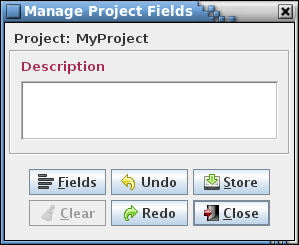 Manage Project Fields
Project: MyProject
Description
Fields Undo Store
Clear Redo Close